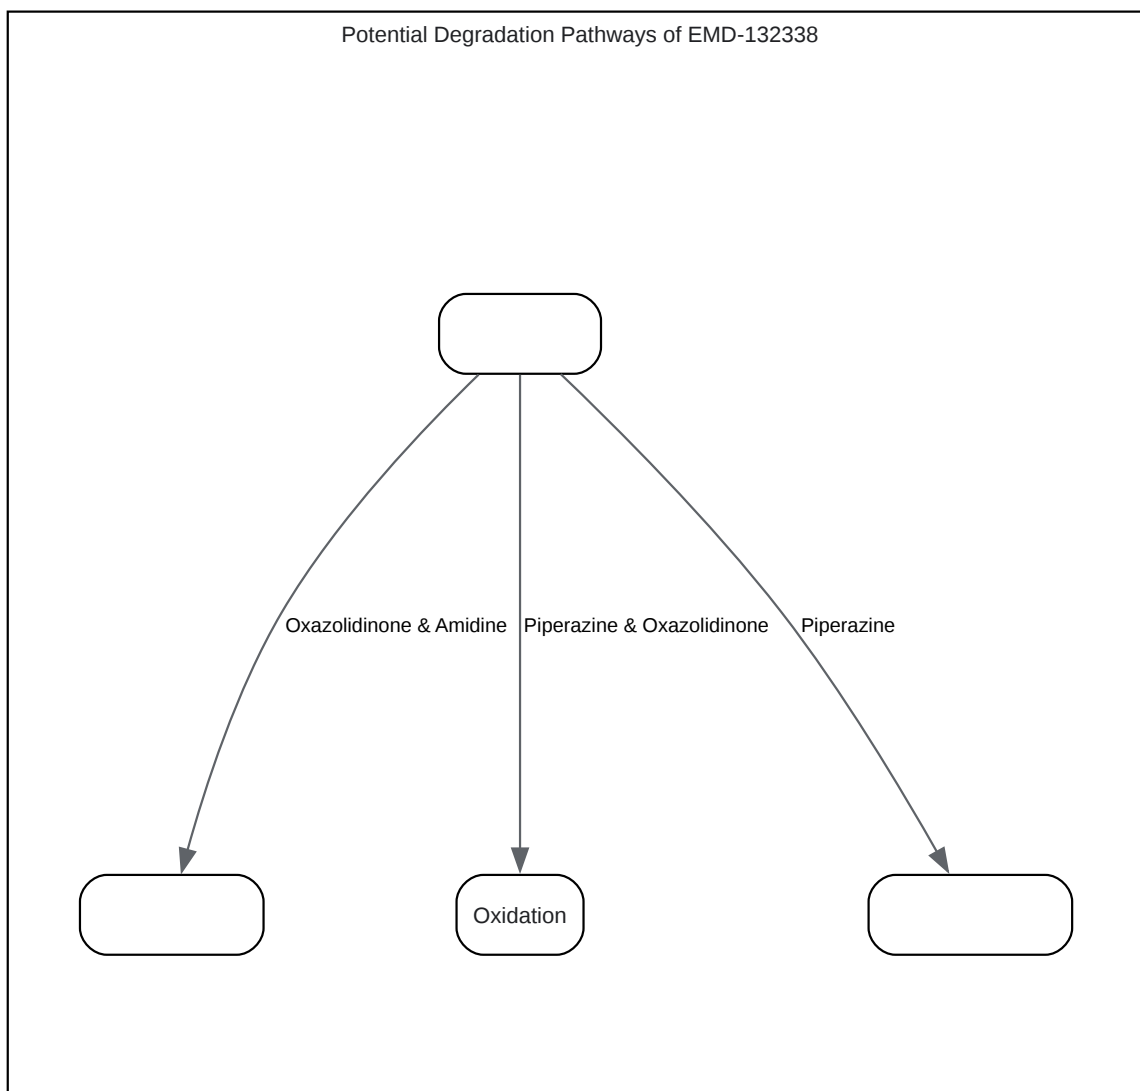 Potential Degradation Pathways of EMD-132338
Oxazolidinone & Amidine
Piperazine & Oxazolidinone
Piperazine
Oxidation